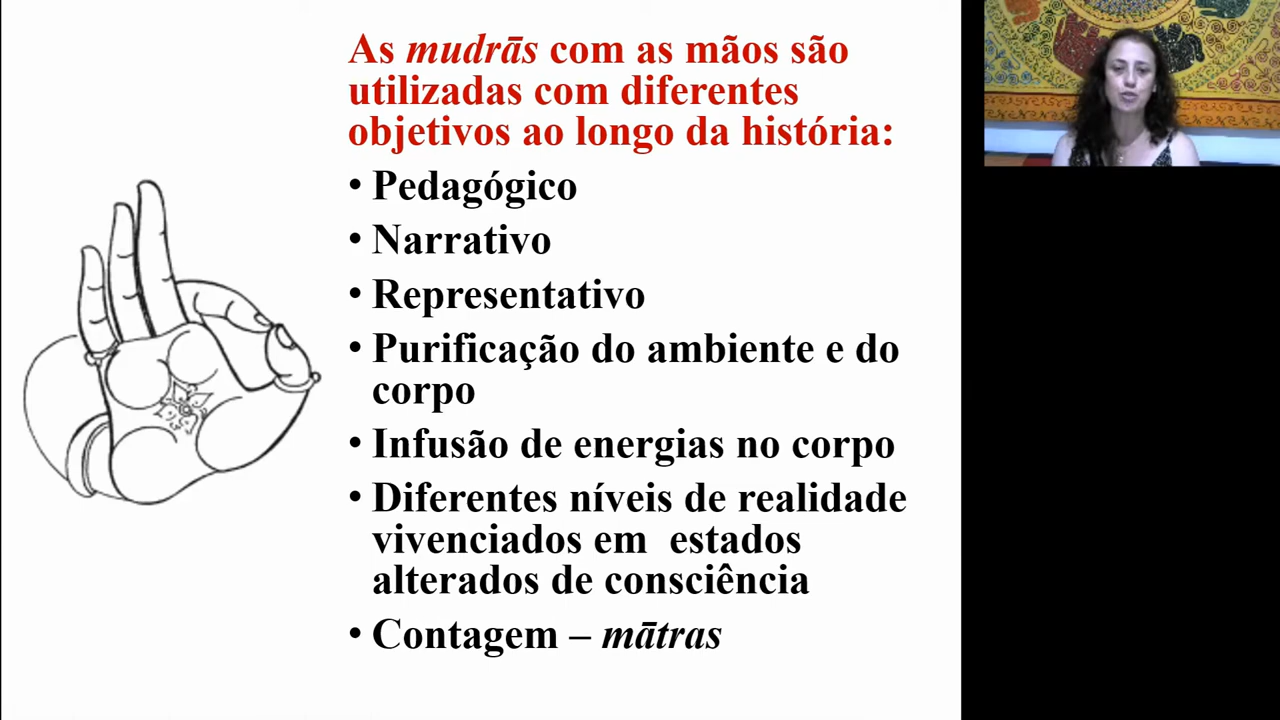 As mudrās com as mãos são
utilizadas com diferentes
objetivos ao longo da história:
• Pedagógico
• Narrativo
• Representativo
• Purificação do ambiente e do
corpo
• Infusão de energias no corpo
• Diferentes níveis de realidade
vivenciados em  estados
alterados de consciência
• Contagem – mātras